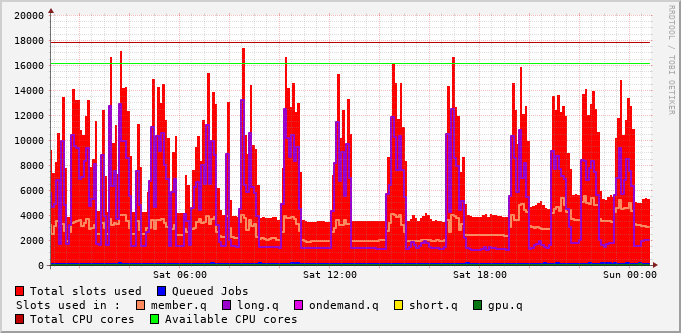 RRDTOOL / TOBI OETIKER
20000
18000
16000
14000
12000
10000
8000
6000
4000
2000
0
Sat 06:00 Sat 12:00 Sat 18:00 Sun 00:00
Total slots used Queued Jobs
Slots used in : member.q long.q ondemand.q short.q gpu.q
Total CPU cores Available CPU cores